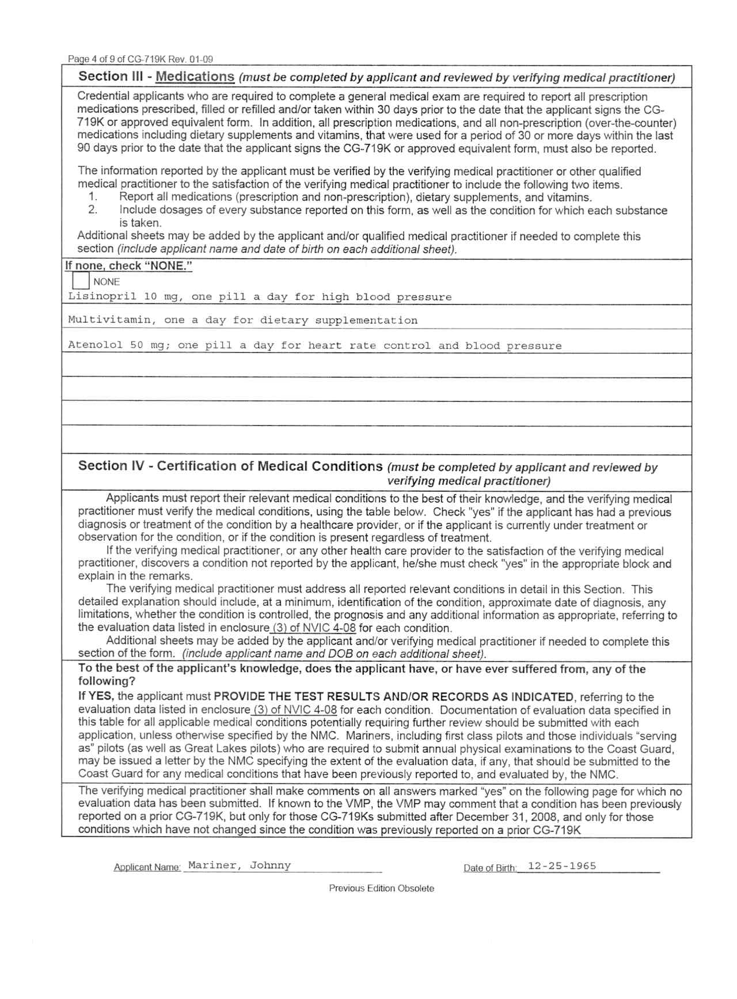 Page 4 of 9 of CG-719K Rev. 01-09
Section III - Medications (must be completed by applicant and reviewed by verifying medical practitioner)
Credential applicants who are required to complete a general medical exam are required to report all prescription
medications prescribed, filled or refilled and/or taken within 30 days prior to the date that the applicant signs the CG-
719K or approved equivalent form. In addition, all prescription medications, and all non-prescription (over-the-counter)
medications including dietary supplements and vitamins, that were used for a period of 30 or more days within the last
90 days prior to the date that the applicant signs the CG-719K or approved equivalent form, must also be reported.
The information reported by the applicant must be verified by the verifying medical practitioner or other qualified
medical practitioner to the satisfaction of the verifying medical practitioner to include the following two items.
1. Report all medications (prescription and non-prescription), dietary supplements, and vitamins.
2. Include dosages of every substance reported on this form, as well as the condition for which each substance
is taken.
Additional sheets may be added by the applicant and/or qualified medical practitioner if needed to complete this
section (include applicant name and date of birth on each additional sheet).
If none, check “NONE.”
NONE
Lisinopril 10 mg, one pill a day for high blood pressure
Multivitamin, one a day for dietary supplementation
Atenolol 50 mg; one pill a day for heart rate control and blood pressure
Section IV - Certification of Medical Conditions (must be completed by applicant and reviewed by
verifying medical practitioner)
Applicants must report their relevant medical conditions to the best of their knowledge, and the verifying medical
practitioner must verify the medical conditions, using the table below. Check "yes" if the applicant has had a previous
diagnosis or treatment of the condition by a healthcare provider, or if the applicant is currently under treatment or
observation for the condition, or if the condition is present regardless of treatment.
If the verifying medical practitioner, or any other health care provider to the satisfaction of the verifying medical
practitioner, discovers a condition not reported by the applicant, he/she must check "yes" in the appropriate block and
explain in the remarks.
The verifying medical practitioner must address all reported relevant conditions in detail in this Section. This
detailed explanation should include, at a minimum, identification of the condition, approximate date of diagnosis, any
limitations, whether the condition is controlled, the prognosis and any additional information as appropriate, referring to
the evaluation data listed in enclosure (3) of NVIC 4-08 for each condition.
Additional sheets may be added by the applicant and/or verifying medical practitioner if needed to complete this
section of the form. (include applicant name and DOB on each additional sheet).
To the best of the applicant's knowledge, does the applicant have, or have ever suffered from, any of the
following?
If YES, the applicant must PROVIDE THE TEST RESULTS AND/OR RECORDS AS INDICATED, referring to the
evaluation data listed in enclosure (3) of NVIC 4-08 for each condition. Documentation of evaluation data specified in
this table for all applicable medical conditions potentially requiring further review should be submitted with each
application, unless otherwise specified by the NMC. Mariners, including first class pilots and those individuals “serving
as” pilots (as well as Great Lakes pilots) who are required to submit annual physical examinations to the Coast Guard,
may be issued a letter by the NMC specifying the extent of the evaluation data, if any, that should be submitted to the
Coast Guard for any medical conditions that have been previously reported to, and evaluated by, the NMC.
The verifying medical practitioner shall make comments on all answers marked “yes” on the following page for which no
evaluation data has been submitted. If known to the VMP, the VMP may comment that a condition has been previously
reported on a prior CG-719K, but only for those CG-719Ks submitted after December 31, 2008, and only for those
conditions which have not changed since the condition was previously reported on a prior CG-719K
Applicant Name: Mariner, Johnny Date of Birth: 12-25-1965
Previous Edition Obsolete